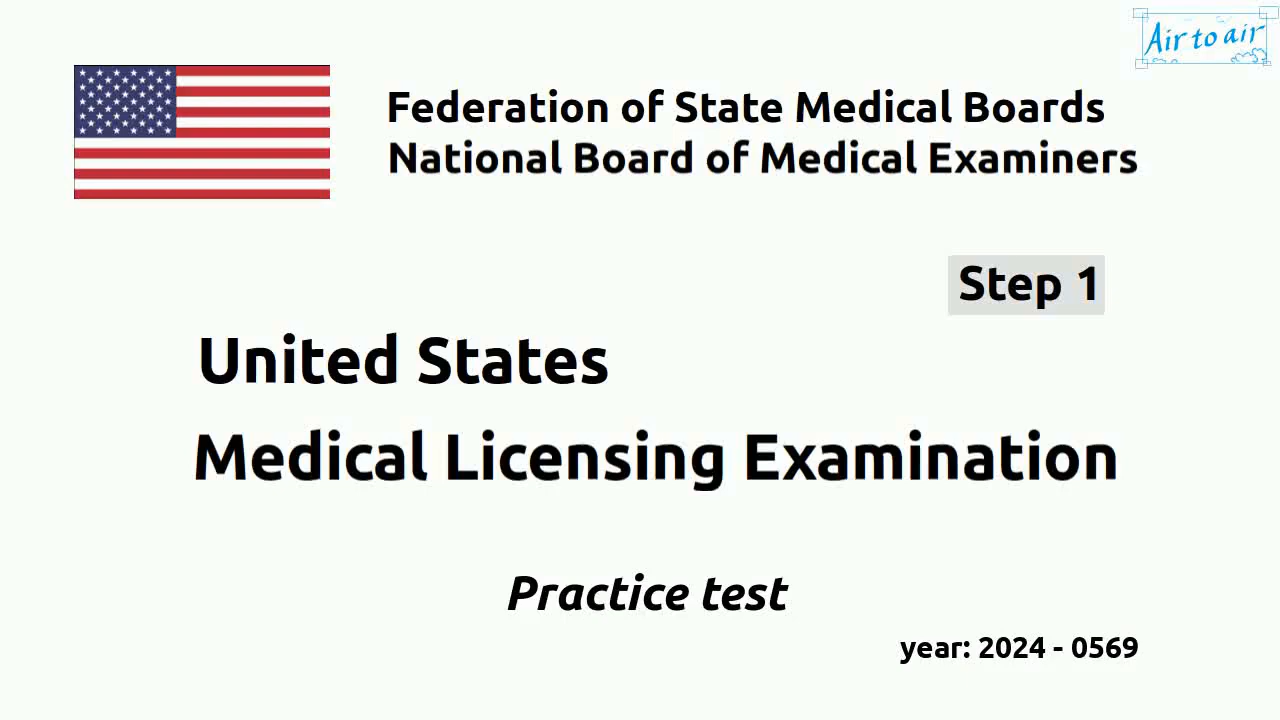 Air to air
Federation of State Medical Boards
National Board of Medical Examiners
Step 1
United States
Medical Licensing Examination
Practice test
year: 2024 - 0569